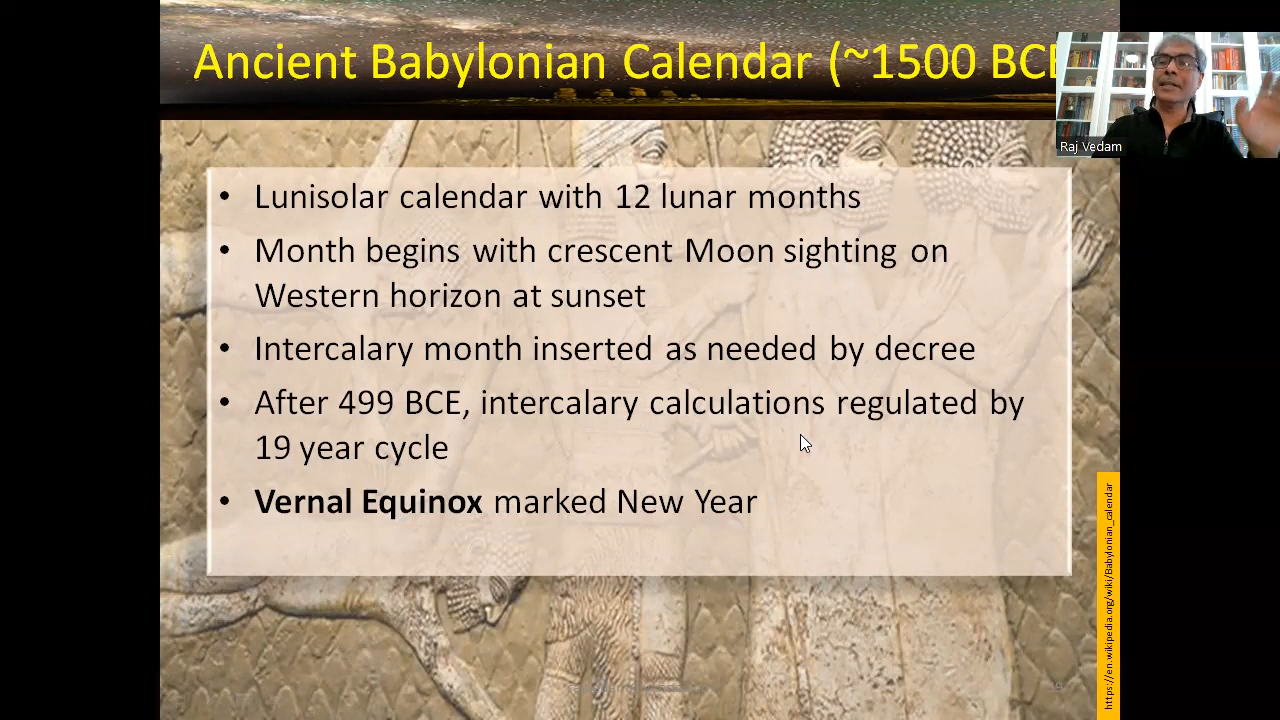 Ancient Babylonian Calendar (~1500 BCE
Raj Vedam
• Lunisolar calendar with 12 lunar months
• Month begins with crescent Moon sighting on
Western horizon at sunset
• Intercalary month inserted as needed by decree
• After 499 BCE, intercalary calculations regulated by
19 year cycle
• Vernal Equinox marked New Year
https://en.wikipedia.org/wiki/Babylonian_calendar